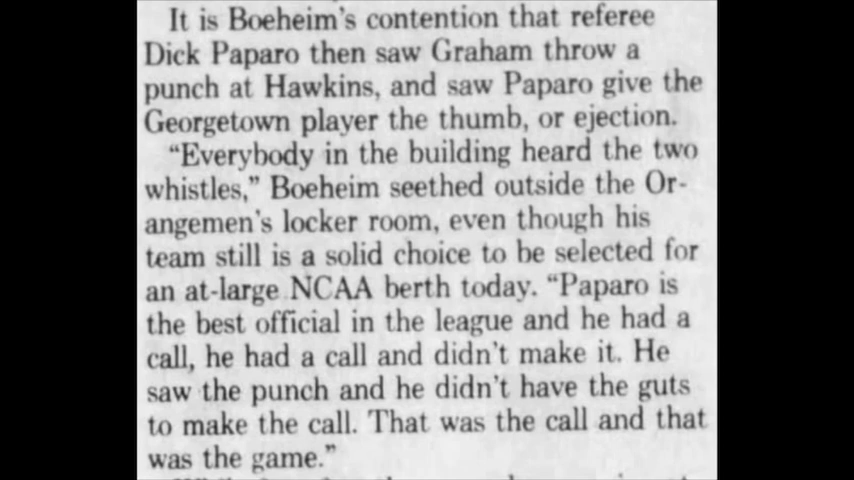 It is Boeheim's contention that referee
Dick Paparo then saw Graham throw a
punch at Hawkins, and saw Paparo give the
Georgetown player the thumb, or ejection.
“Everybody in the building heard the two
whistles,” Boeheim seethed outside the Or-
angemen's locker room, even though his
team still is a solid choice to be selected for
an at-large NCAA berth today. “Paparo is
the best official in the league and he had a
call, he had a call and didn't make it. He
saw the punch and he didn't have the guts
to make the call. That was the call and that
was the game.”